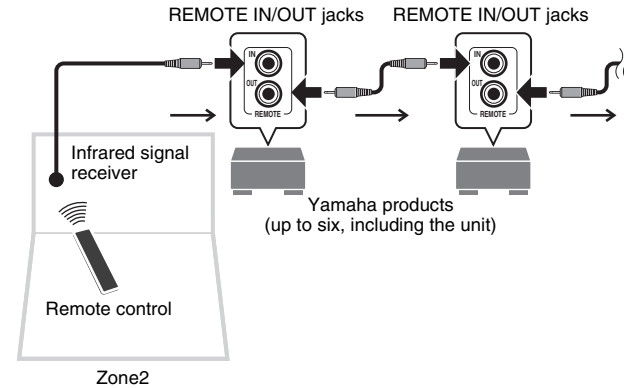 REMOTE IN/OUT jacks
REMOTE IN/OUT jacks
IN
OUT
REMOTE
IN
OUT
REMOTE
Infrared signal
receiver
Yamaha products
(up to six, including the unit)
Remote control
Zone2